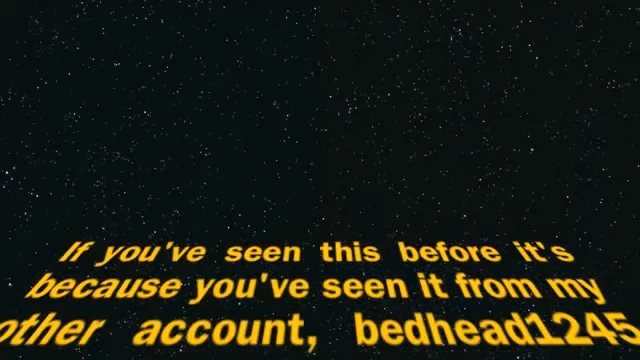 If you've seen this before it's
because you've seen it from my
other account, bedhead1245